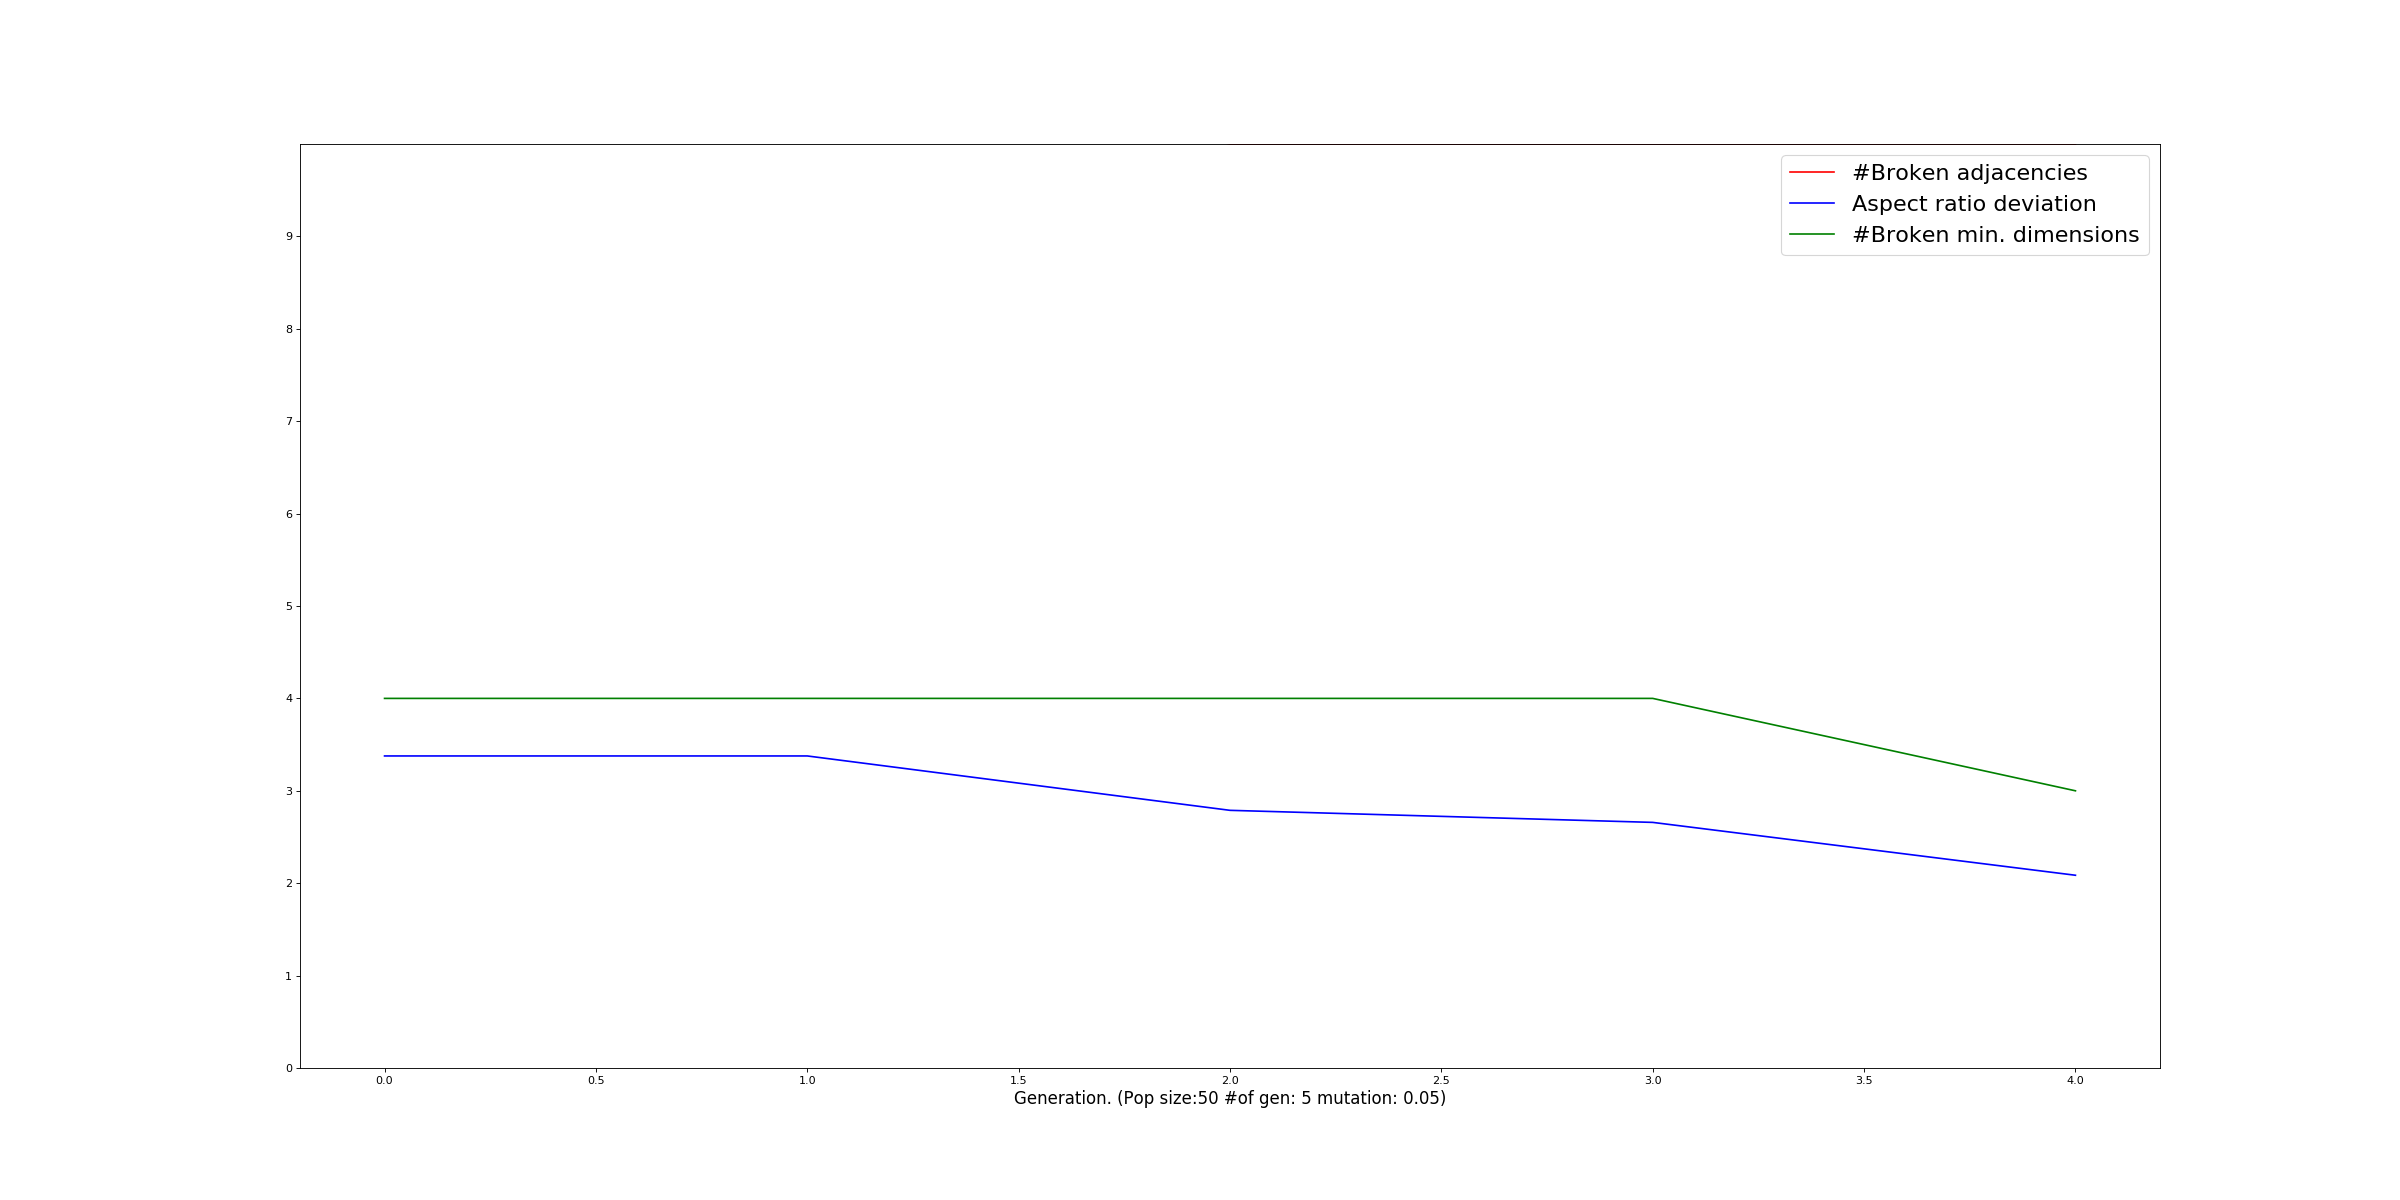 #Broken adjacencies
Aspect ratio deviation
#Broken min. dimensions
9
8
7
6
5
4
3
2
1
0
0.0 0.5 1.0 1.5 2.0 2.5 3.0 3.5 4.0
Generation. (Pop size:50 #of gen: 5 mutation: 0.05)